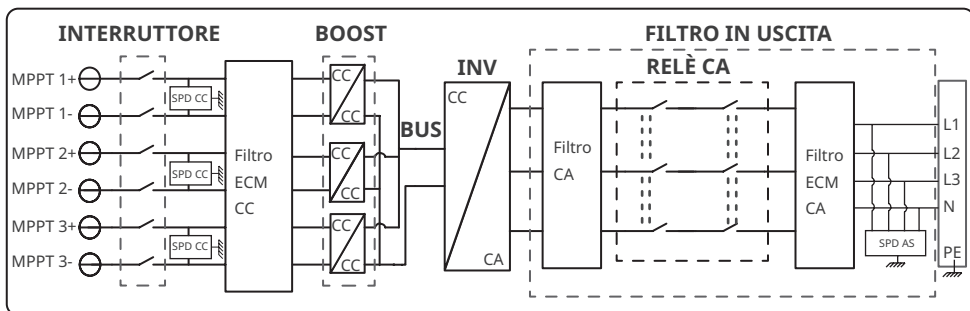 INTERRUTTORE
BOOST
FILTRO IN USCITA
INV
RELÈ CA
MPPT 1+
MPPT 1-
MPPT 2+
MPPT 2-
MPPT 3+
MPPT 3-
SPD CC
SPD CC
SPD CC
Filtro
ECM
CC
CC
CC
CC
CC
CC
CC
BUS
CC
CA
Filtro
CA
Filtro
ECM
CA
SPD AS
L1
L2
L3
N
PE